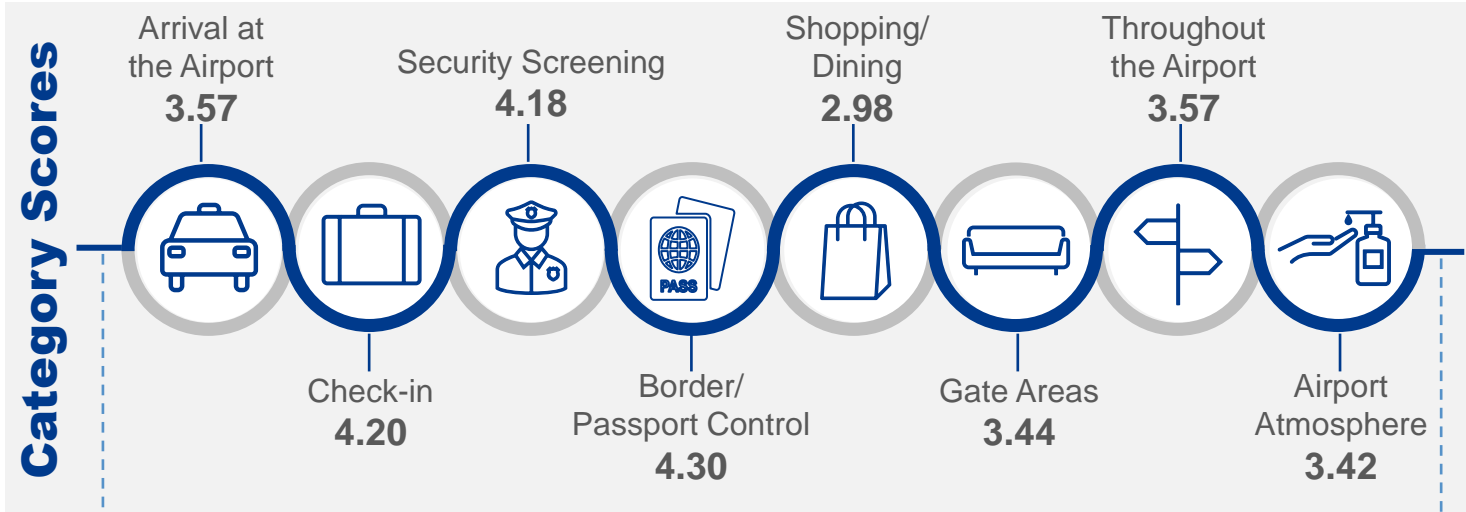 Category Scores
Arrival at
the Airport
3.57
Check-in
4.20
Security Screening
4.18
Border/
Passport Control
4.30
PASS
Shopping/
Dining
2.98
Gate Areas
3.44
Throughout
the Airport
3.57
Airport
Atmosphere
3.42